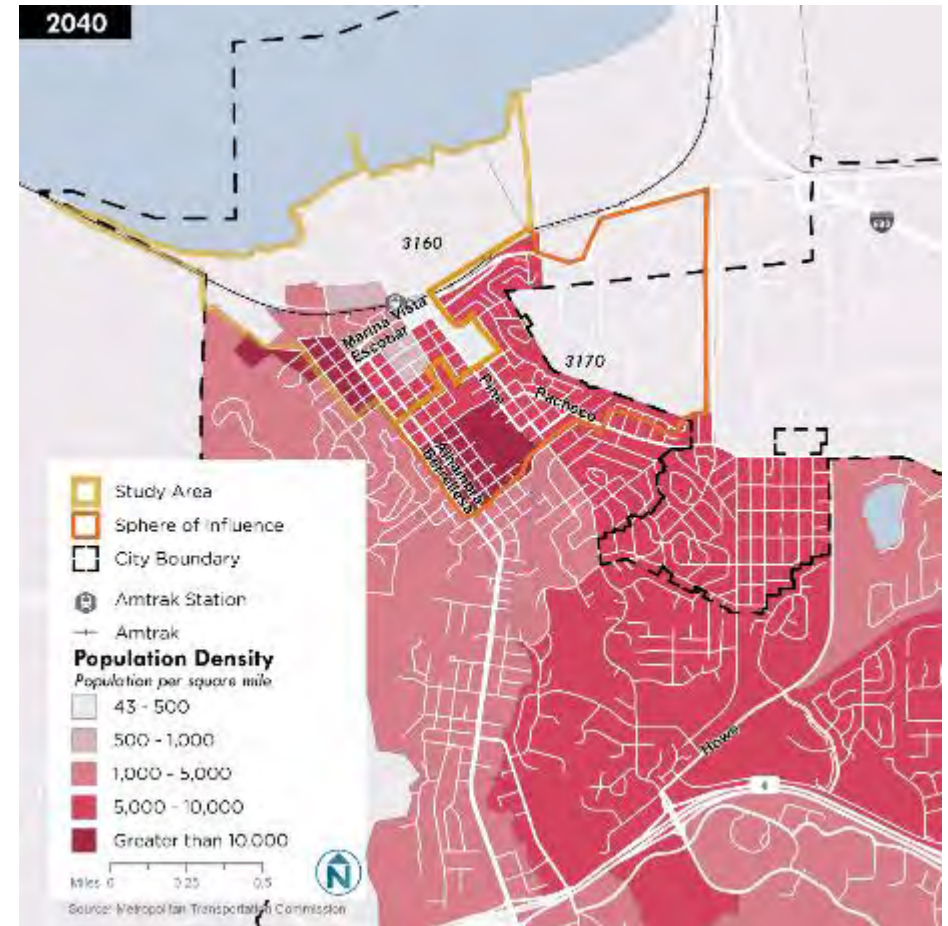 2040
3160
Marina Vista
Escobar
3170
Pine
Pacheco
Alhambra
Berrellesa
680
Study Area
Sphere of Influence
City Boundary
Amtrak Station
Amtrak
Population Density
Population per square mile
43 - 500
500 - 1,000
1,000 - 5,000
5,000 - 10,000
Greater than 10,000
Miles 0 0.25 0.5
N
Source: Metropolitan Transportation Commission
Howe
4